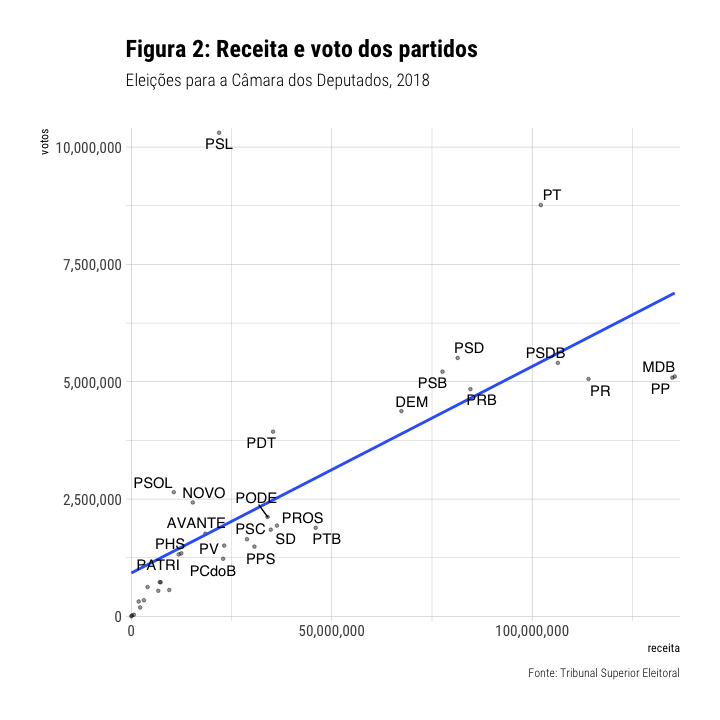 Figura 2: Receita e voto dos partidos
Eleições para a Câmara dos Deputados, 2018
votos
10,000,000
7,500,000
5,000,000
2,500,000
0
PSL
PT
PSD
PSDB
PSB
MDB
PP
PR
DEM
PRB
PDT
PSOL
NOVO
PODE
AVANTE
PSC
PROS
SD
PTB
PHS
PV
PPS
PATRI
PCdoB
0
50,000,000
100,000,000
receita
Fonte: Tribunal Superior Eleitoral